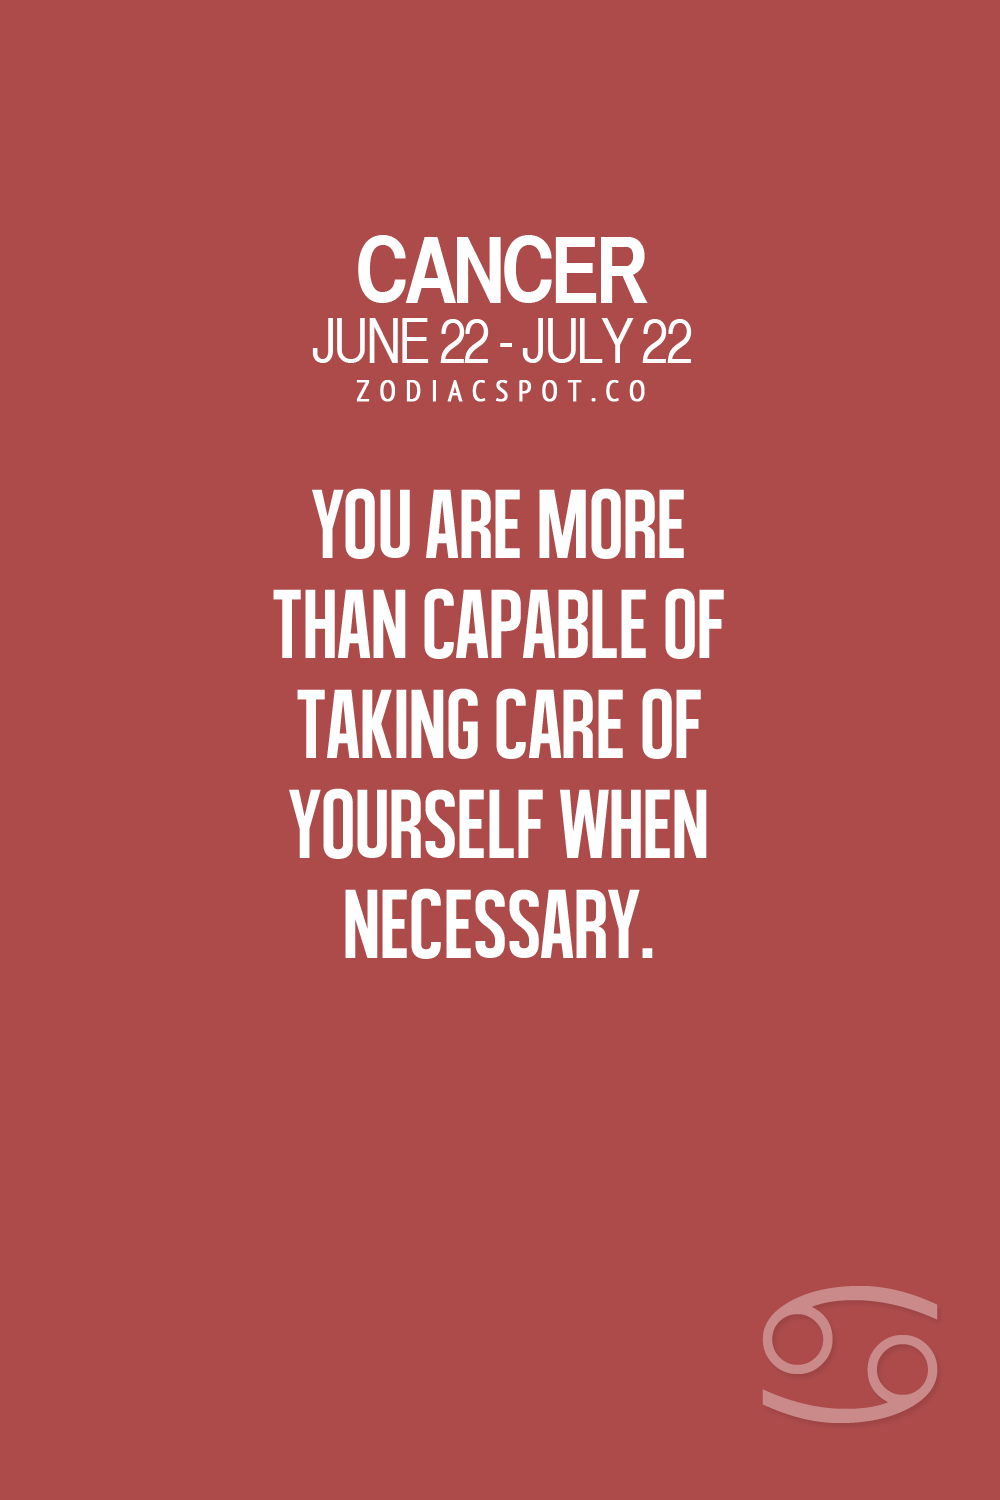 CANCER
JUNE 22 - JULY 22
ZODIACSPOT.CO
YOU ARE MORE
THAN CAPABLE OF
TAKING CARE OF
YOURSELF WHEN
NECESSARY.